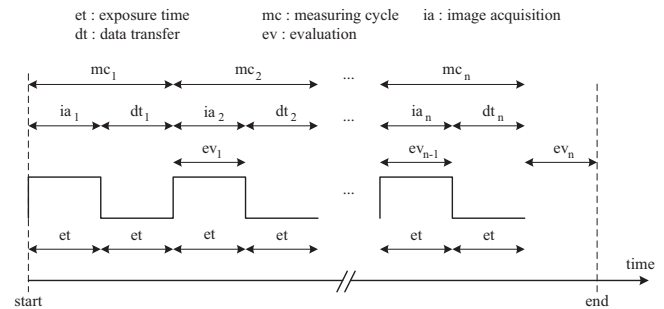 et : exposure time mc : measuring cycle ia : image acquisition
dt : data transfer ev : evaluation
mc1 mc2 ... mcn
ia1 dt1 ia2 dt2 ... ian dtn
ev1 evn-1 evn
...
et et et et et et
time
start end